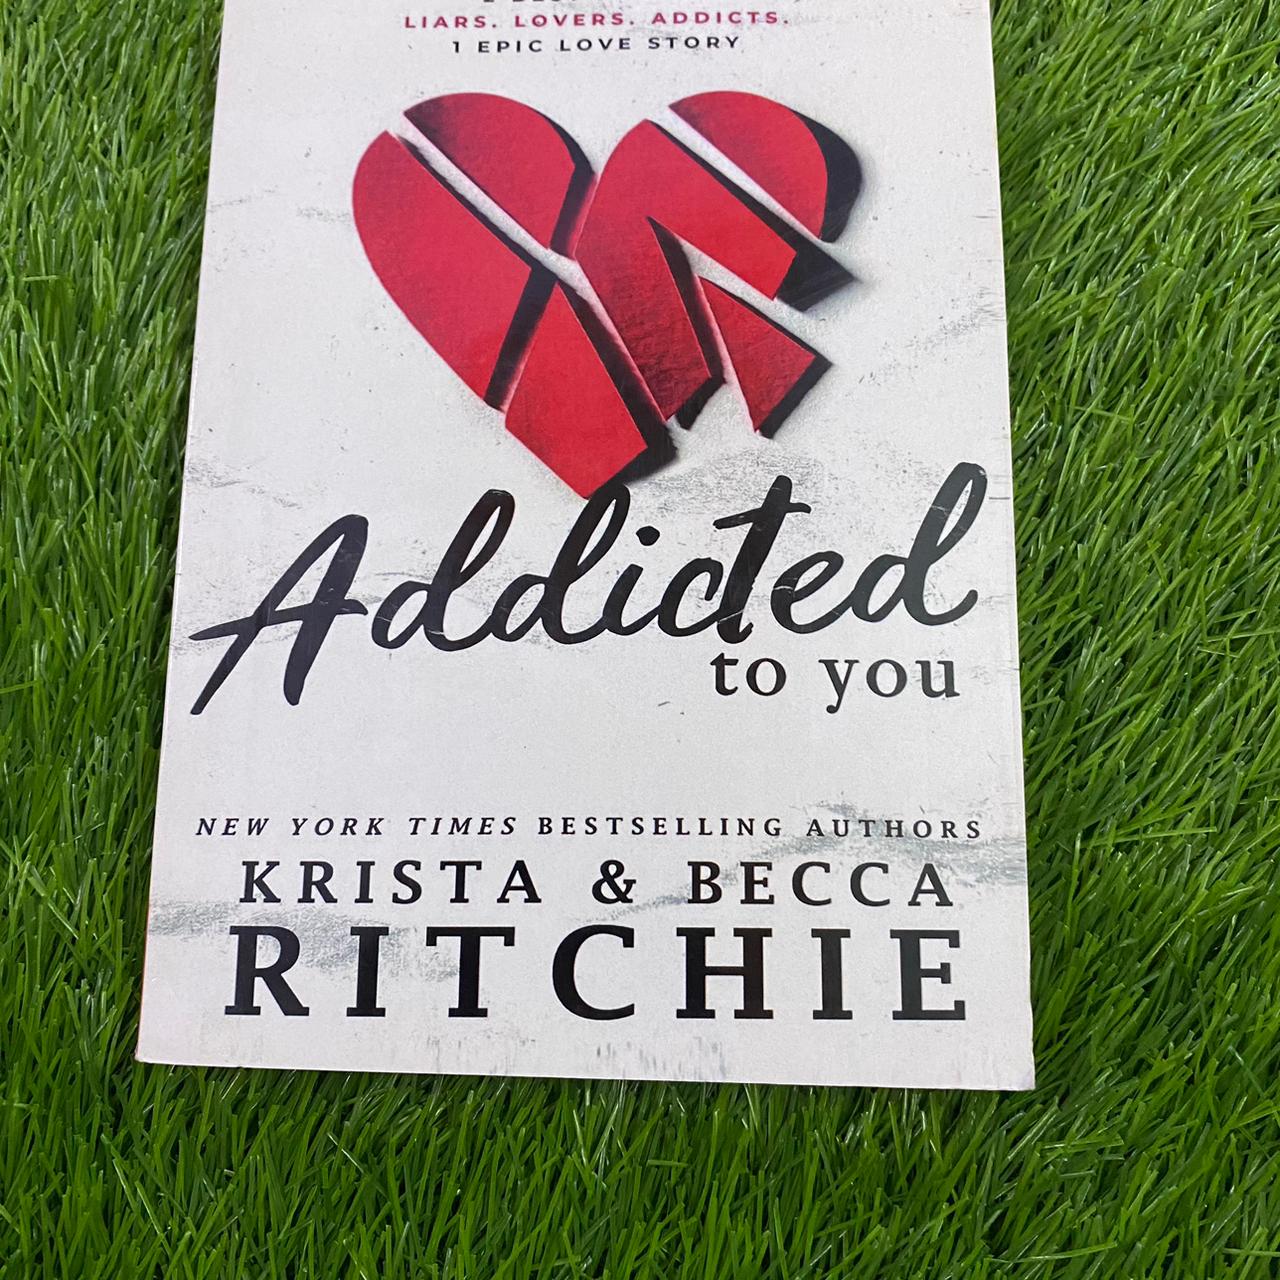 LIARS. LOVERS. ADDICTS.
1 EPIC LOVE STORY
Addicted
to you
NEW YORK TIMES BESTSELLING AUTHORS
KRISTA & BECCA
RITCHIE